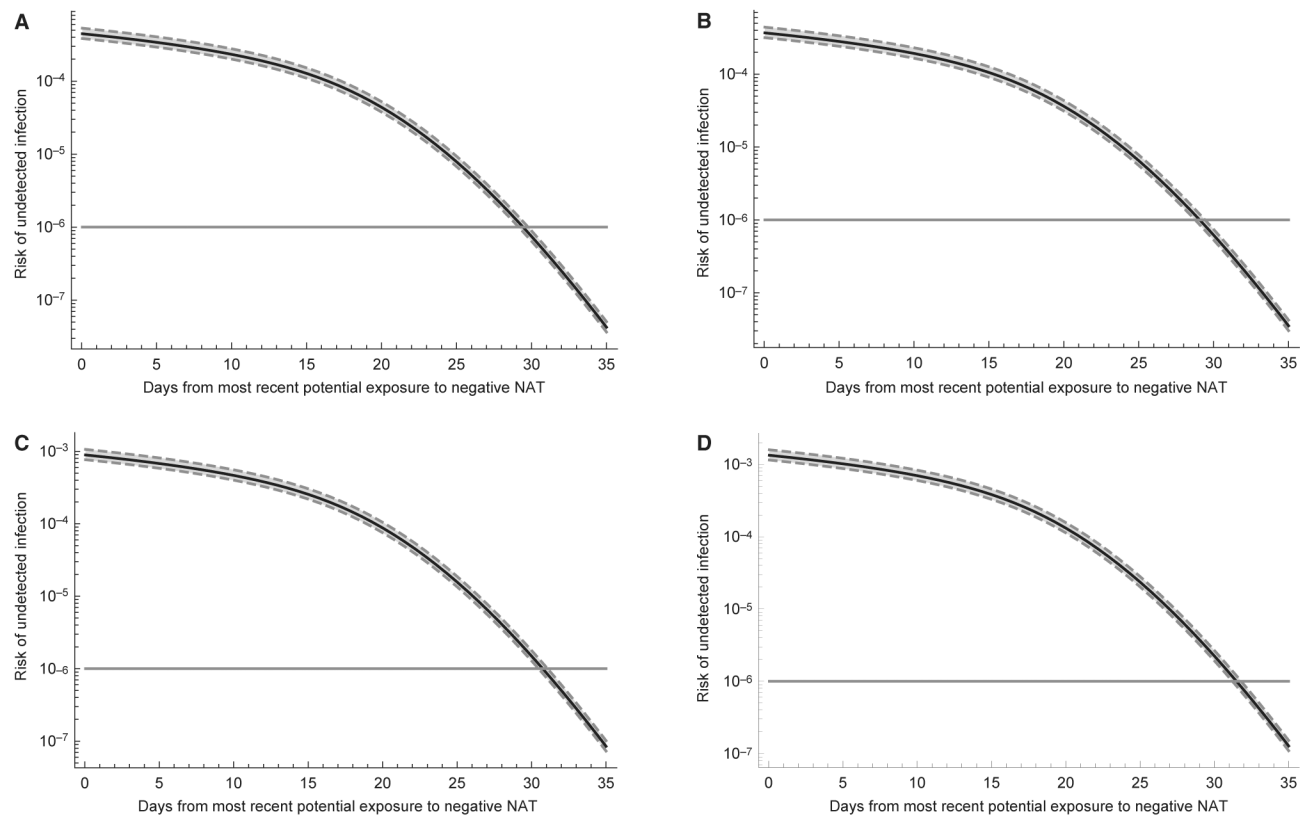 A
Risk of undetected infection
10⁻⁴
10⁻⁵
10⁻⁶
10⁻⁷
0 5 10 15 20 25 30 35
Days from most recent potential exposure to negative NAT
B
Risk of undetected infection
10⁻⁴
10⁻⁵
10⁻⁶
10⁻⁷
0 5 10 15 20 25 30 35
Days from most recent potential exposure to negative NAT
C
Risk of undetected infection
10⁻³
10⁻⁴
10⁻⁵
10⁻⁶
10⁻⁷
0 5 10 15 20 25 30 35
Days from most recent potential exposure to negative NAT
D
Risk of undetected infection
10⁻³
10⁻⁴
10⁻⁵
10⁻⁶
10⁻⁷
0 5 10 15 20 25 30 35
Days from most recent potential exposure to negative NAT